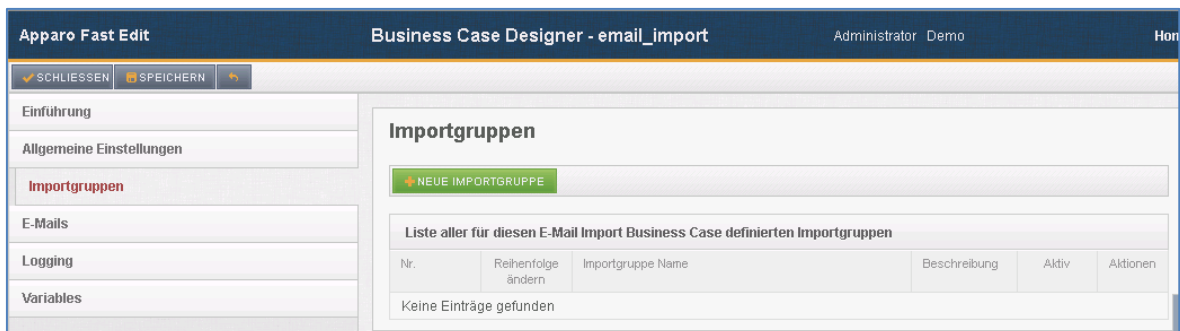 Apparo Fast Edit Business Case Designer - email_import Administrator Demo
SCHLIESSEN SPEICHERN
Einführung
Allgemeine Einstellungen
Importgruppen
E-Mails
Logging
Variables
Importgruppen
NEUE IMPORTGRUPPE
Liste aller für diesen E-Mail Import Business Case definierten Importgruppen
Nr. Reihenfolge ändern Importgruppe Name Beschreibung Aktiv Aktionen
Keine Einträge gefunden